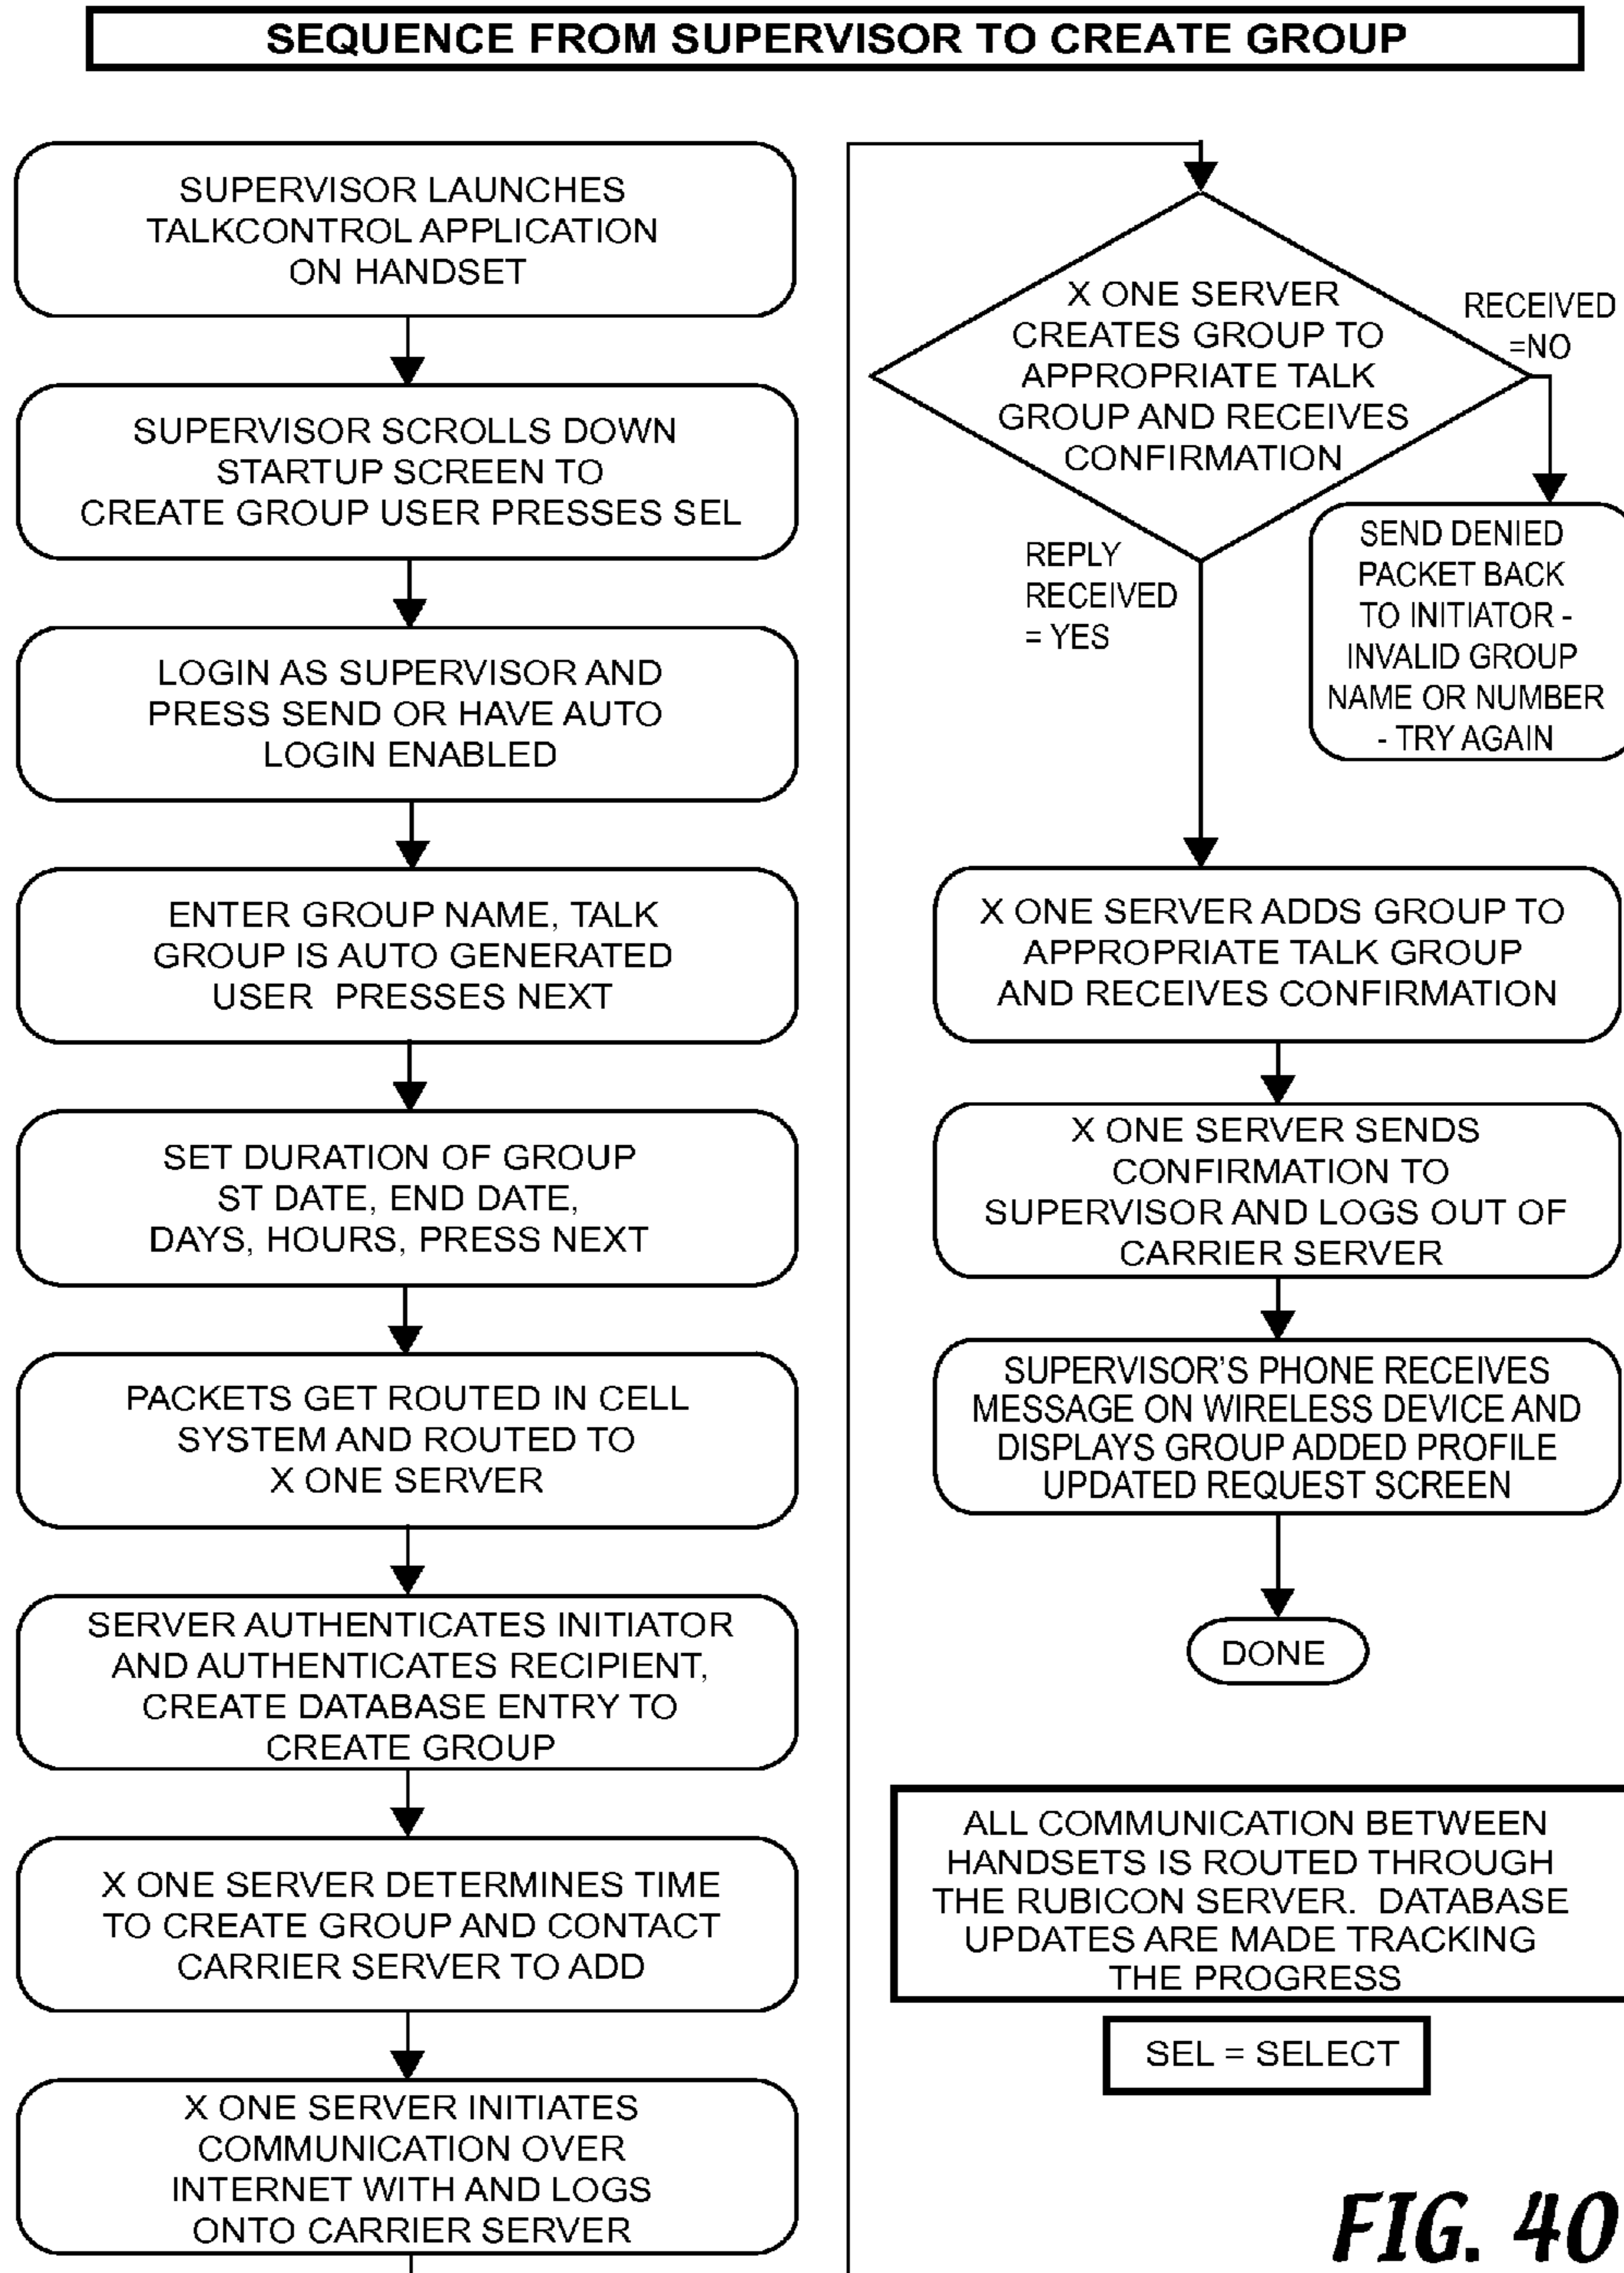 SEQUENCE FROM SUPERVISOR TO CREATE GROUP
SUPERVISOR LAUNCHES
TALKCONTROL APPLICATION
ON HANDSET
SUPERVISOR SCROLLS DOWN
STARTUP SCREEN TO
CREATE GROUP USER PRESSES SEL
LOGIN AS SUPERVISOR AND
PRESS SEND OR HAVE AUTO
LOGIN ENABLED
ENTER GROUP NAME, TALK
GROUP IS AUTO GENERATED
USER PRESSES NEXT
SET DURATION OF GROUP
ST DATE, END DATE,
DAYS, HOURS, PRESS NEXT
PACKETS GET ROUTED IN CELL
SYSTEM AND ROUTED TO
X ONE SERVER
SERVER AUTHENTICATES INITIATOR
AND AUTHENTICATES RECIPIENT,
CREATE DATABASE ENTRY TO
CREATE GROUP
X ONE SERVER DETERMINES TIME
TO CREATE GROUP AND CONTACT
CARRIER SERVER TO ADD
X ONE SERVER INITIATES
COMMUNICATION OVER
INTERNET WITH AND LOGS
ONTO CARRIER SERVER
X ONE SERVER
CREATES GROUP TO
APPROPRIATE TALK
GROUP AND RECEIVES
CONFIRMATION
RECEIVED
=NO
SEND DENIED
PACKET BACK
TO INITIATOR -
INVALID GROUP
NAME OR NUMBER
- TRY AGAIN
REPLY
RECEIVED
= YES
X ONE SERVER ADDS GROUP TO
APPROPRIATE TALK GROUP
AND RECEIVES CONFIRMATION
X ONE SERVER SENDS
CONFIRMATION TO
SUPERVISOR AND LOGS OUT OF
CARRIER SERVER
SUPERVISOR'S PHONE RECEIVES
MESSAGE ON WIRELESS DEVICE AND
DISPLAYS GROUP ADDED PROFILE
UPDATED REQUEST SCREEN
DONE
ALL COMMUNICATION BETWEEN
HANDSETS IS ROUTED THROUGH
THE RUBICON SERVER. DATABASE
UPDATES ARE MADE TRACKING
THE PROGRESS
SEL = SELECT
FIG. 40